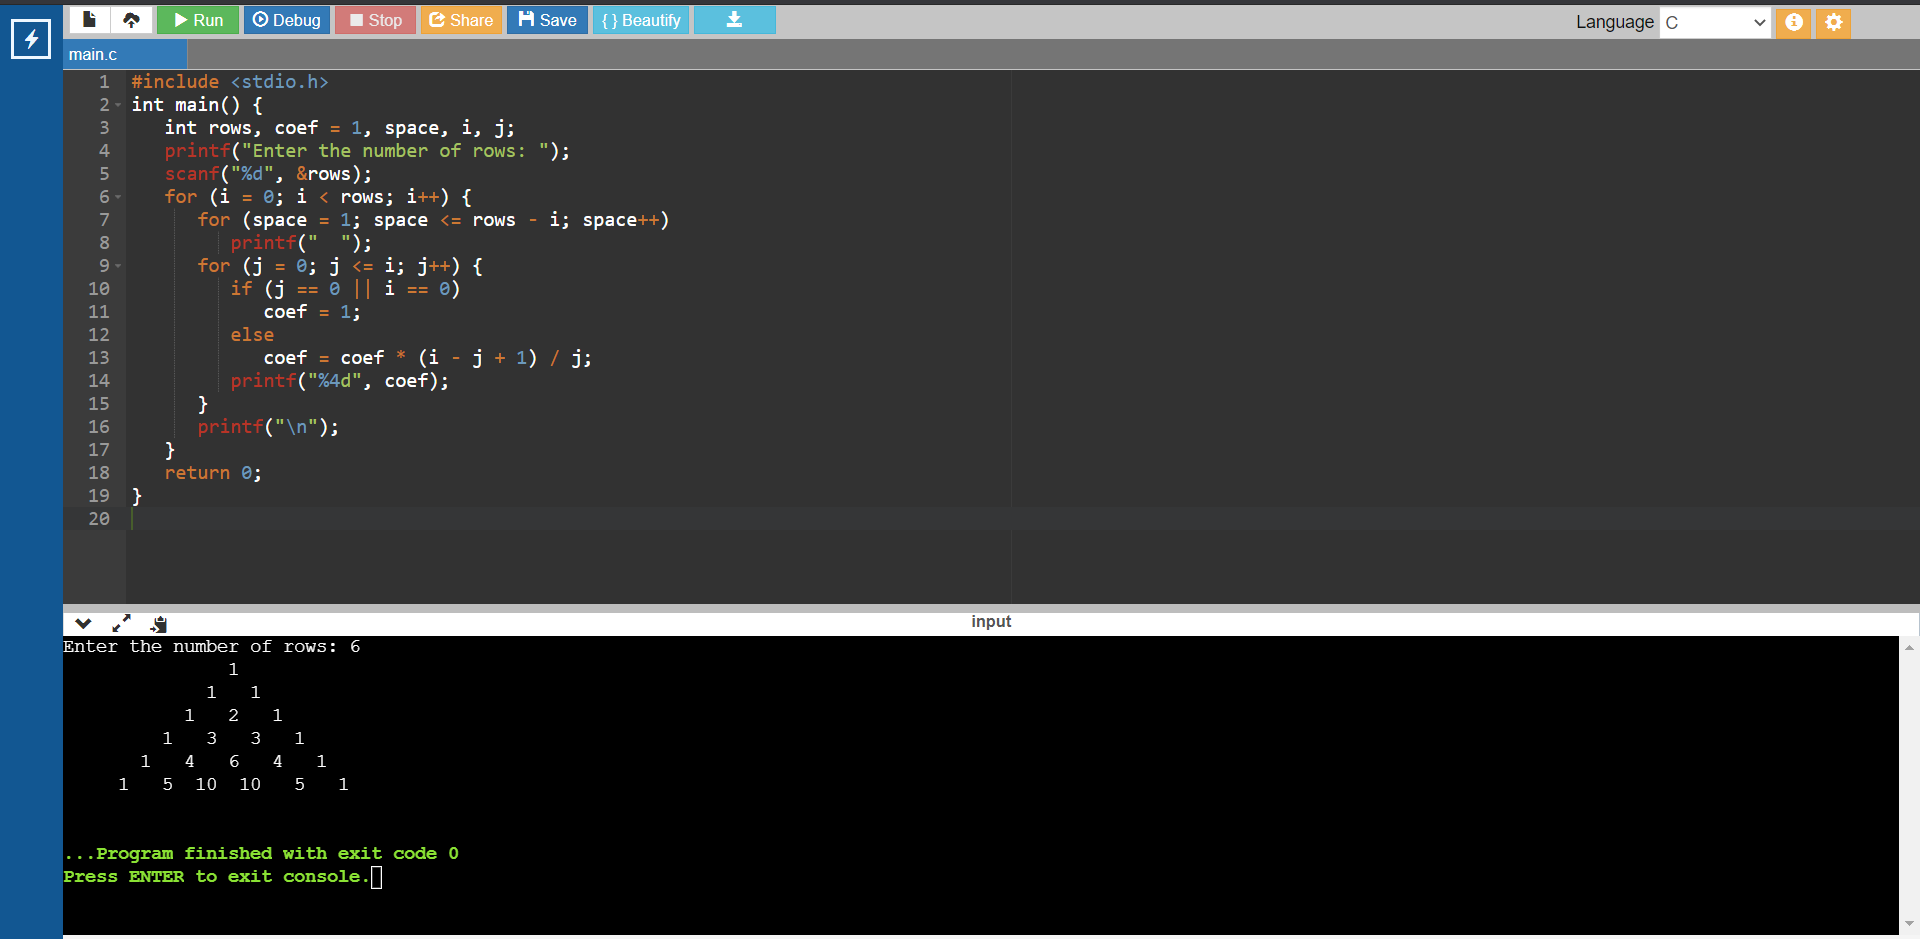 Run Debug Stop Share Save { } Beautify Language C
main.c
1 #include <stdio.h>
2 int main() {
3    int rows, coef = 1, space, i, j;
4    printf("Enter the number of rows: ");
5    scanf("%d", &rows);
6    for (i = 0; i < rows; i++) {
7       for (space = 1; space <= rows - i; space++)
8          printf("  ");
9       for (j = 0; j <= i; j++) {
10          if (j == 0 || i == 0)
11             coef = 1;
12          else
13             coef = coef * (i - j + 1) / j;
14          printf("%4d", coef);
15       }
16       printf("\n");
17    }
18    return 0;
19 }
20
input
Enter the number of rows: 6
               1
             1   1
           1   2   1
         1   3   3   1
       1   4   6   4   1
     1   5  10  10   5   1
...Program finished with exit code 0
Press ENTER to exit console.